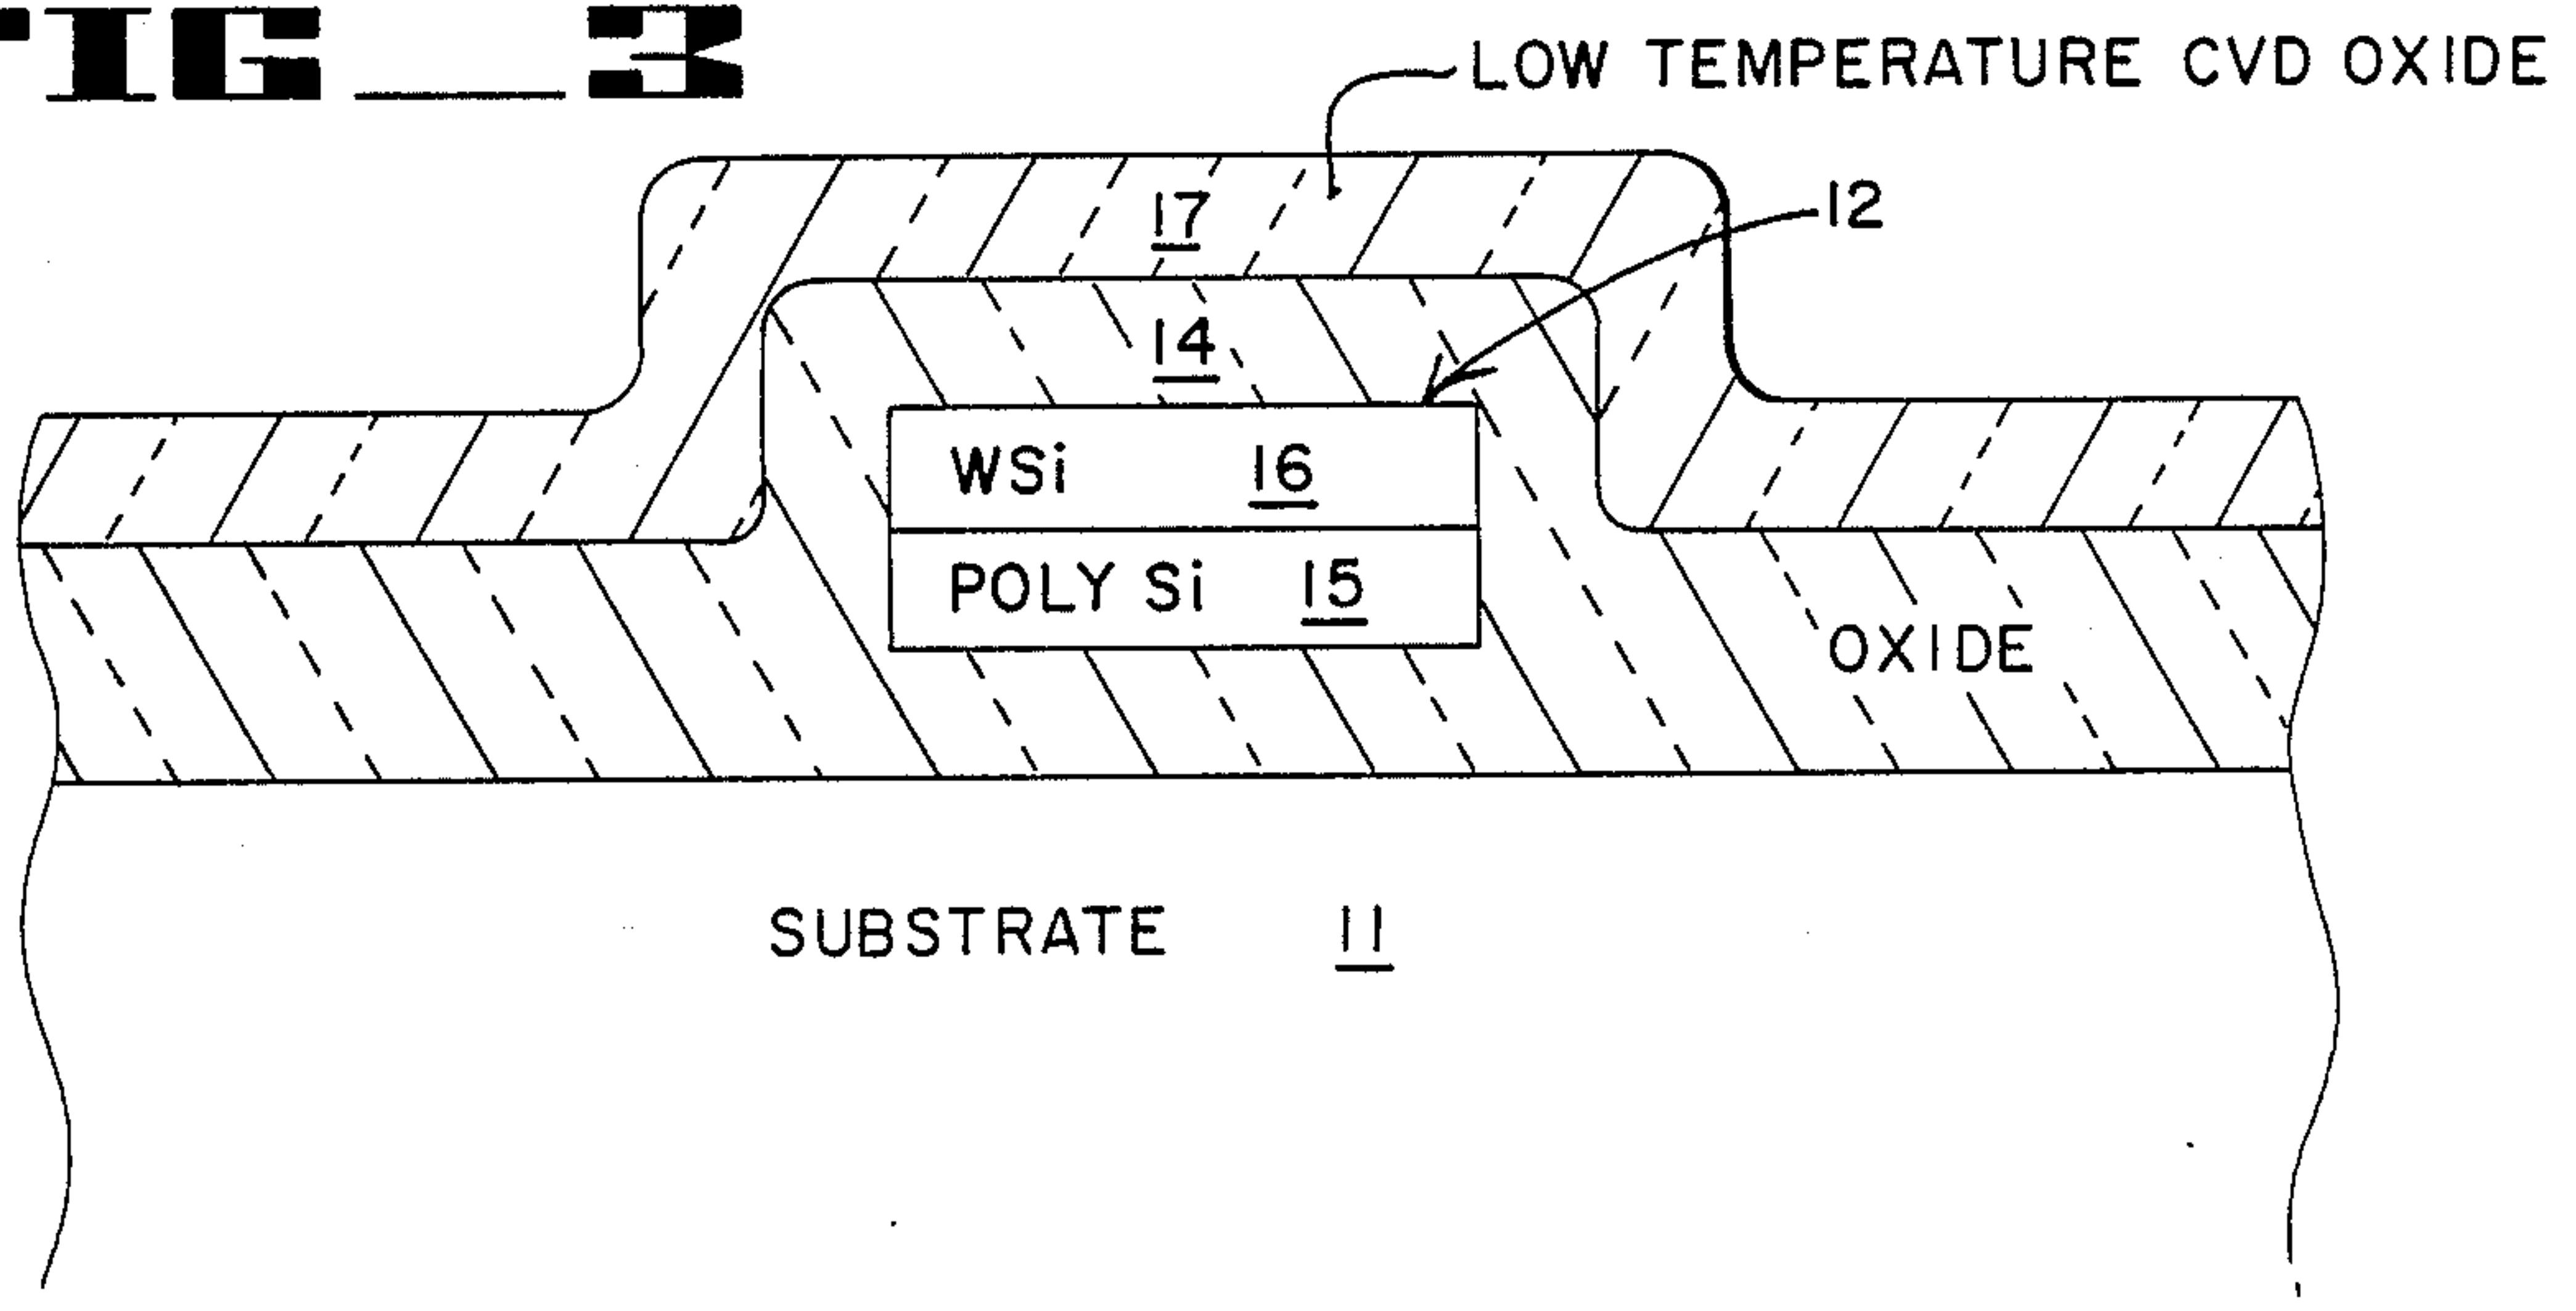 FIG_3
LOW TEMPERATURE CVD OXIDE
17
12
14
WSi 16
POLY Si 15
OXIDE
SUBSTRATE 11